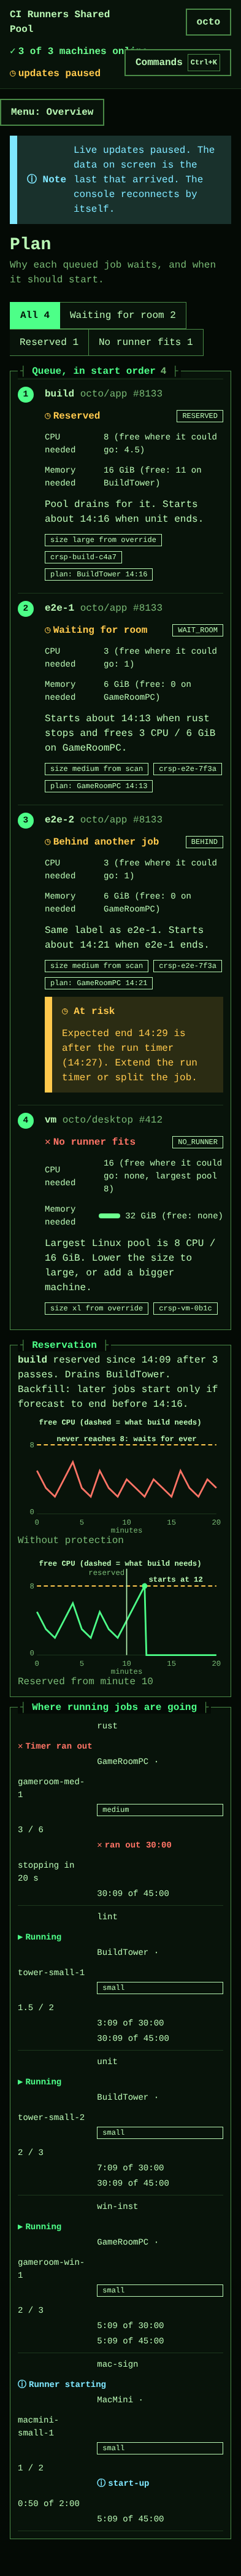 CI Runners Shared
Pool
octo
✓ 3 of 3 machines
Commands Ctrl+K
updates paused
Menu: Overview
ⓘ Note
Live updates paused. The
data on screen is the
last that arrived. The
console reconnects by
itself.
Plan
Why each queued job waits, and when
it should start.
All 4
Waiting for room 2
Reserved 1
No runner fits 1
Queue, in start order 4
1 build octo/app #8133
Reserved RESERVED
CPU needed
8 (free where it could
go: 4.5)
Memory needed
16 GiB (free: 11 on
BuildTower)
Pool drains for it. Starts
about 14:16 when unit ends.
size large from override
crsp-build-c4a7
plan: BuildTower 14:16
2 e2e-1 octo/app #8133
Waiting for room WAIT_ROOM
CPU needed
3 (free where it could
go: 1)
Memory needed
6 GiB (free: 0 on
GameRoomPC)
Starts about 14:13 when rust
stops and frees 3 CPU / 6 GiB
on GameRoomPC.
size medium from scan crsp-e2e-7f3a
plan: GameRoomPC 14:13
3 e2e-2 octo/app #8133
Behind another job BEHIND
CPU needed
3 (free where it could
go: 1)
Memory needed
6 GiB (free: 0 on
GameRoomPC)
Same label as e2e-1. Starts
about 14:21 when e2e-1 ends.
size medium from scan crsp-e2e-7f3a
plan: GameRoomPC 14:21
At risk
Expected end 14:29 is
after the run timer
(14:27). Extend the run
timer or split the job.
4 vm octo/desktop #412
✕ No runner fits NO_RUNNER
CPU needed
16 (free where it could
go: none, largest pool
8)
Memory needed
32 GiB (free: none)
Largest Linux pool is 8 CPU /
16 GiB. Lower the size to
large, or add a bigger
machine.
size xl from override crsp-vm-0b1c
Reservation
build reserved since 14:09 after 3
passes. Drains BuildTower.
Backfill: later jobs start only if
forecast to end before 14:16.
free CPU (dashed = what build needs)
never reaches 8: waits for ever
8
0
0 5 10 15 20
minutes
Without protection
free CPU (dashed = what build needs)
reserved
starts at 12
8
0
0 5 10 15 20
minutes
Reserved from minute 10
Where running jobs are going
rust
✕ Timer ran out
GameRoomPC ·
gameroom-med-
1
medium
3 / 6
✕ ran out 30:00
stopping in
20 s
30:09 of 45:00
lint
▶ Running
BuildTower ·
tower-small-1
small
1.5 / 2
3:09 of 30:00
30:09 of 45:00
unit
▶ Running
BuildTower ·
tower-small-2
small
2 / 3
7:09 of 30:00
30:09 of 45:00
win-inst
▶ Running
GameRoomPC ·
gameroom-win-
1
small
2 / 3
5:09 of 30:00
5:09 of 45:00
mac-sign
ⓘ Runner starting
MacMini ·
macmini-
small-1
small
1 / 2
ⓘ start-up
0:50 of 2:00
5:09 of 45:00